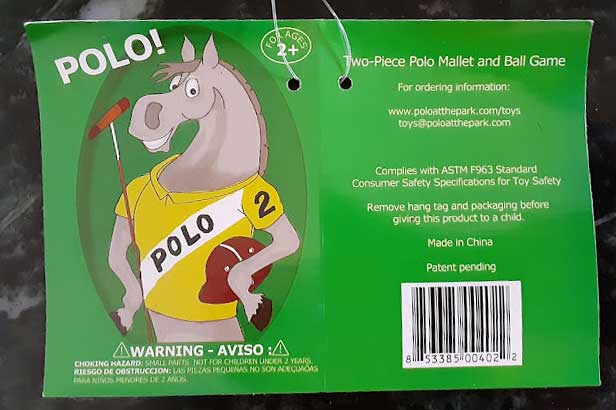 POLO!
FOR AGES
2+
POLO
2
⚠WARNING - AVISO :⚠
CHOKING HAZARD: SMALL PARTS. NOT FOR CHILDREN UNDER 2 YEARS.
RIESGO DE OBSTRUCCION: LAS PIEZAS PEQUENAS NO SON ADECUADAS
PARA NIÑOS MENORES DE 2 AÑOS.
Two-Piece Polo Mallet and Ball Game
For ordering information:
www.poloatthepark.com/toys
toys@poloatthepark.com
Complies with ASTM F963 Standard
Consumer Safety Specifications for Toy Safety
Remove hang tag and packaging before
giving this product to a child.
Made in China
Patent pending
8 53385 00402 2